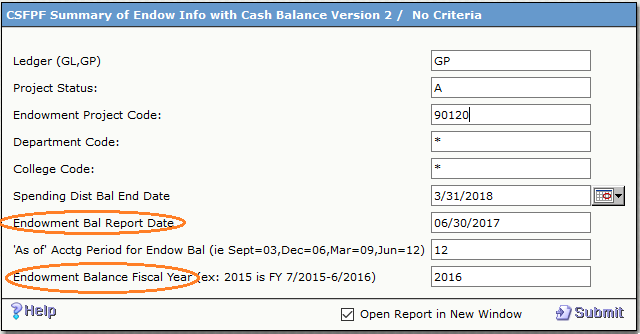 CSFPF Summary of Endow Info with Cash Balance Version 2 / No Criteria
Ledger (GL,GP) GP
Project Status: A
Endowment Project Code: 90120
Department Code: *
College Code: *
Spending Dist Bal End Date 3/31/2018
Endowment Bal Report Date 06/30/2017
'As of' Acctg Period for Endow Bal (ie Sept=03,Dec=06,Mar=09,Jun=12) 12
Endowment Balance Fiscal Year (ex: 2015 is FY 7/2015-6/2016) 2016
Help Open Report in New Window Submit